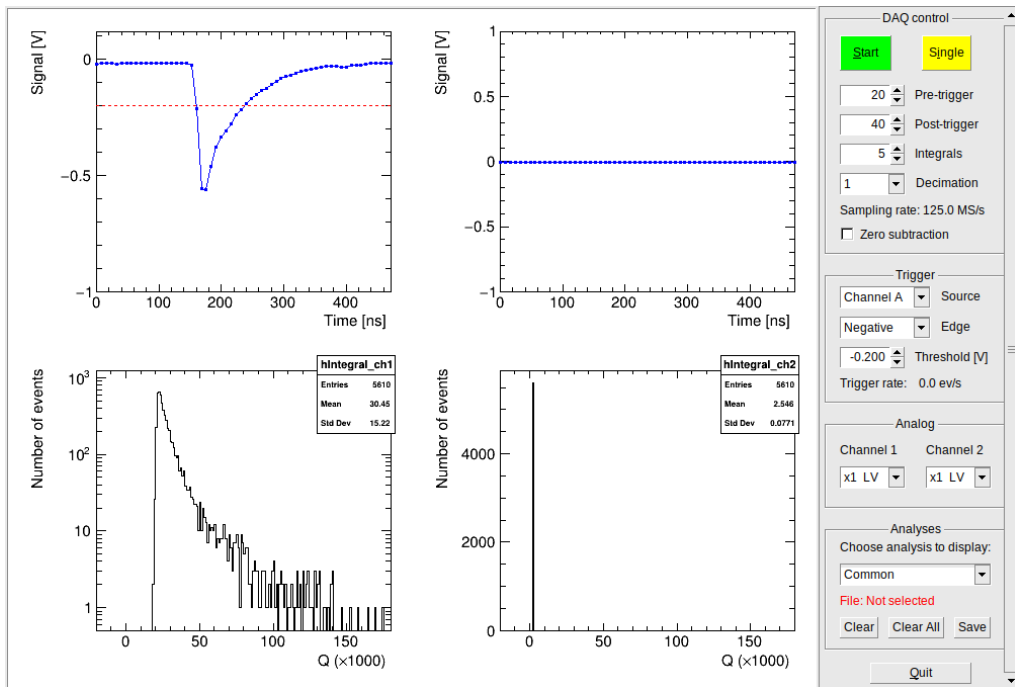 Signal [V]
0
−0.5
−1
0 100 200 300 400
Time [ns]
Signal [V]
1
0.5
0
−0.5
−1
0 100 200 300 400
Time [ns]
Number of events
10³
10²
10
1
0 50 100 150
Q (×1000)
hIntegral_ch1
Entries 5610
Mean 30.45
Std Dev 15.22
Number of events
4000
2000
0
0 50 100 150
Q (×1000)
hIntegral_ch2
Entries 5610
Mean 2.546
Std Dev 0.0771
DAQ control
Start Single
20 Pre-trigger
40 Post-trigger
5 Integrals
1 Decimation
Sampling rate: 125.0 MS/s
Zero subtraction
Trigger
Channel A Source
Negative Edge
-0.200 Threshold [V]
Trigger rate: 0.0 ev/s
Analog
Channel 1 Channel 2
x1 LV x1 LV
Analyses
Choose analysis to display:
Common
File: Not selected
Clear Clear All Save
Quit